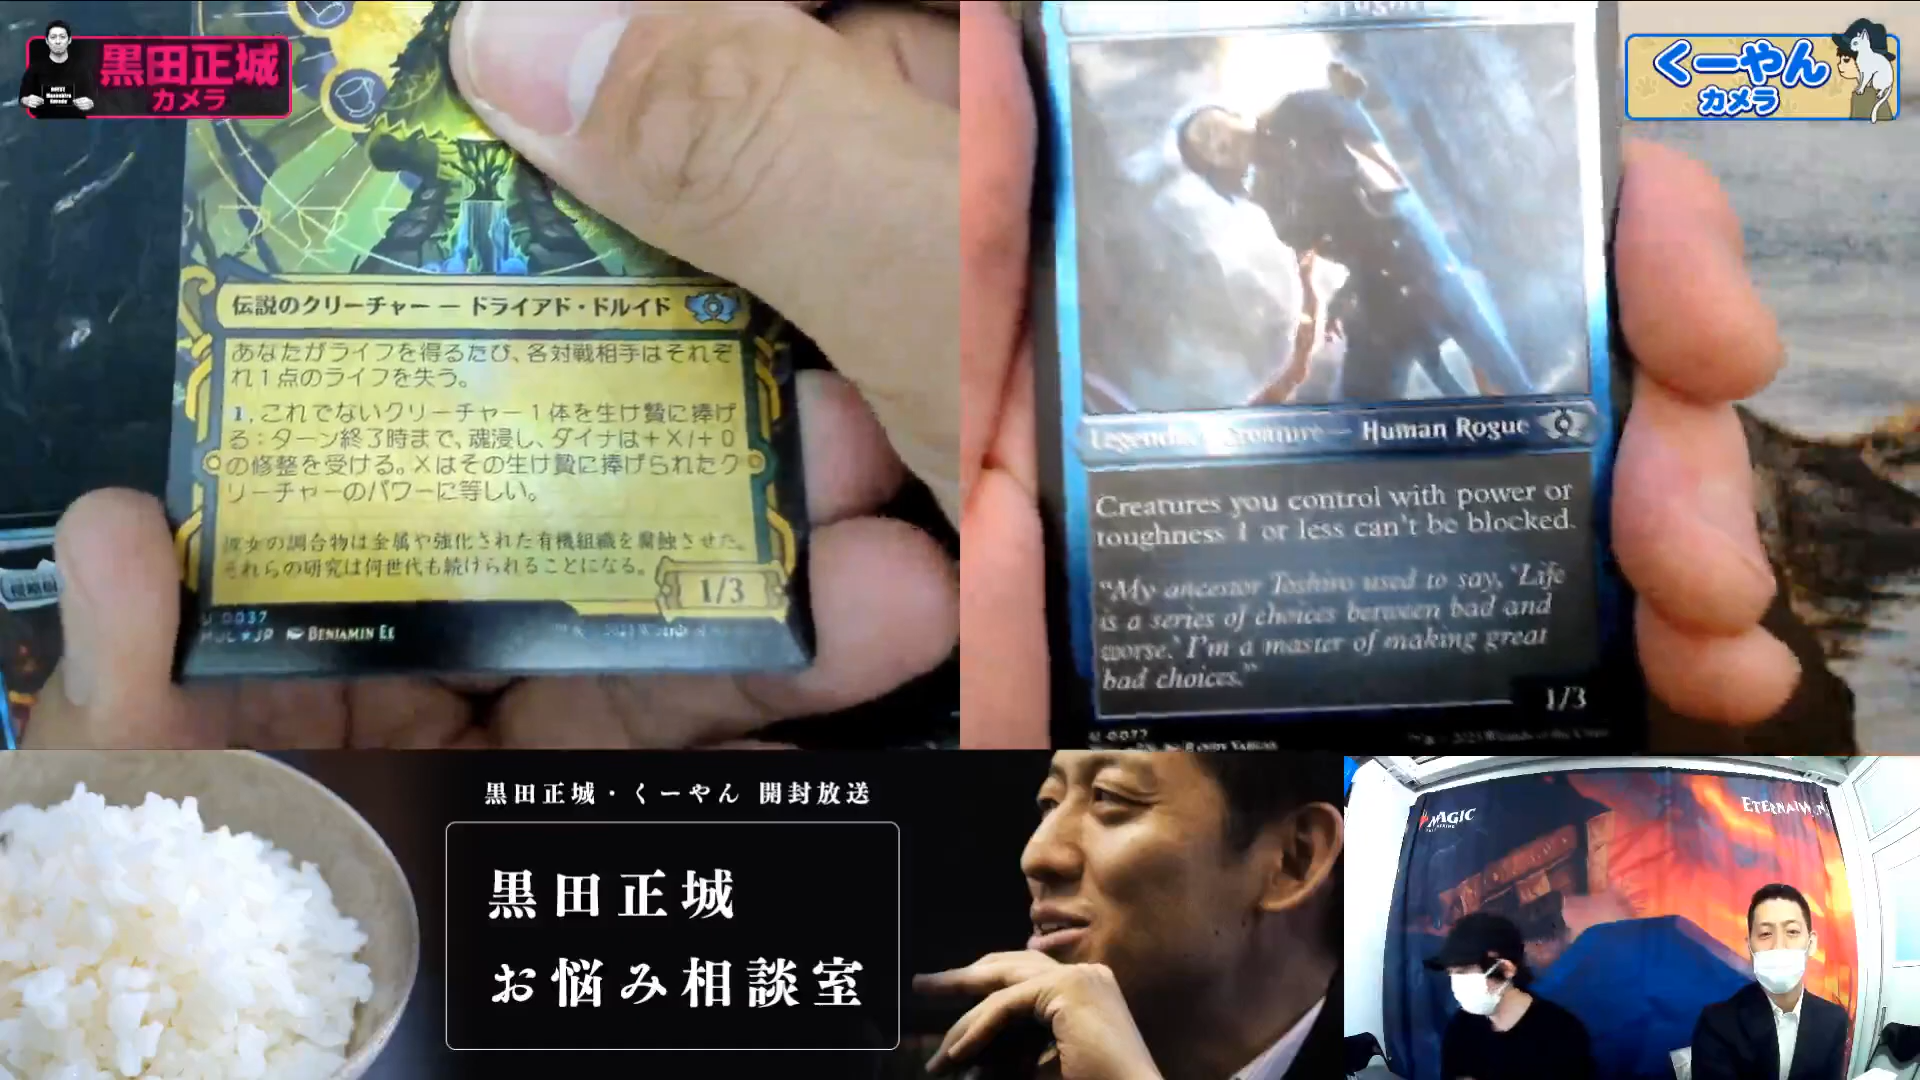 黒田正城
カメラ
くーやん
カメラ
伝説のクリーチャー — ドライアド・ドルイド
あなたがライフを得るたび、各対戦相手はそれぞ
れ1点のライフを失う。
1, これでないクリーチャー1体を生け贄に捧げ
る：ターン終了時まで、魂浸し、ダイナは+X/+0
の修整を受ける。Xはその生け贄に捧げられたク
リーチャーのパワーに等しい。
彼女の調合物は金属や強化された有機組織を腐蝕させた。
それらの研究は何世代も続けられることになる。
1/3
0037
JP BENJAMIN EE
Legendary Creature — Human Rogue
Creatures you control with power or
toughness 1 or less can't be blocked.
"My ancestor Toshiro used to say, 'Life
is a series of choices between bad and
worse.' I'm a master of making great
bad choices."
1/3
黒田正城・くーやん 開封放送
黒田正城
お悩み相談室
MAGIC